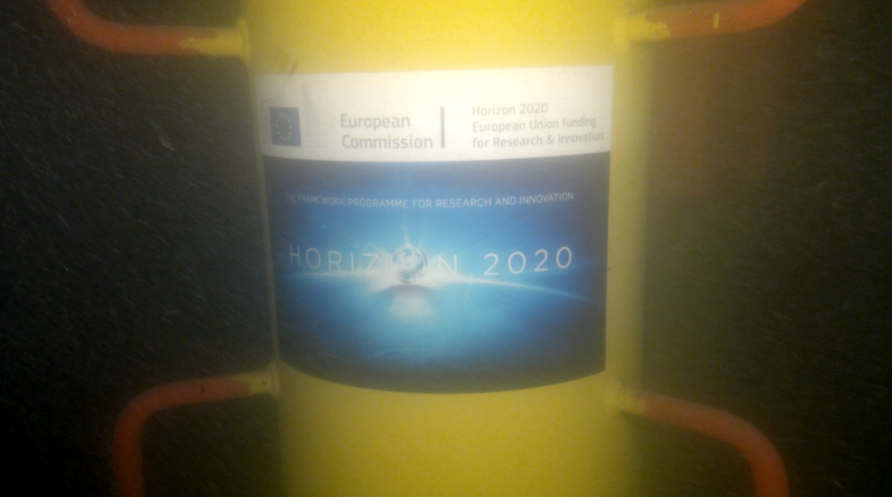 European
Commission
Horizon 2020
European Union funding
for Research & Innovation
THE FRAMEWORK PROGRAMME FOR RESEARCH AND INNOVATION
HORIZON 2020